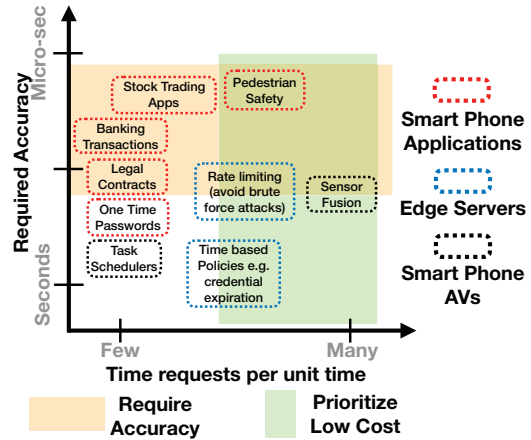 Micro-sec
Required Accuracy
Seconds
Stock Trading
Apps
Pedestrian
Safety
Banking
Transactions
Legal
Contracts
Rate limiting
(avoid brute
force attacks)
Sensor
Fusion
One Time
Passwords
Task
Schedulers
Time based
Policies e.g.
credential
expiration
Smart Phone
Applications
Edge Servers
Smart Phone
AVs
Few
Many
Time requests per unit time
Require
Accuracy
Prioritize
Low Cost